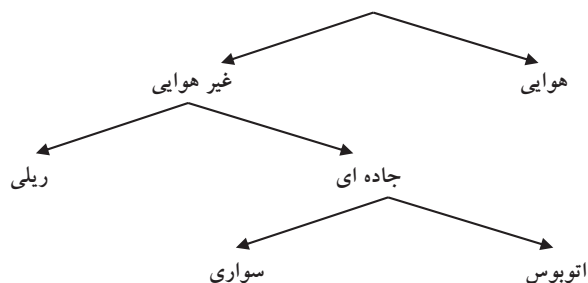 هوایی غیر هوایی
جاده ای ریلی
اتوبوس سواری